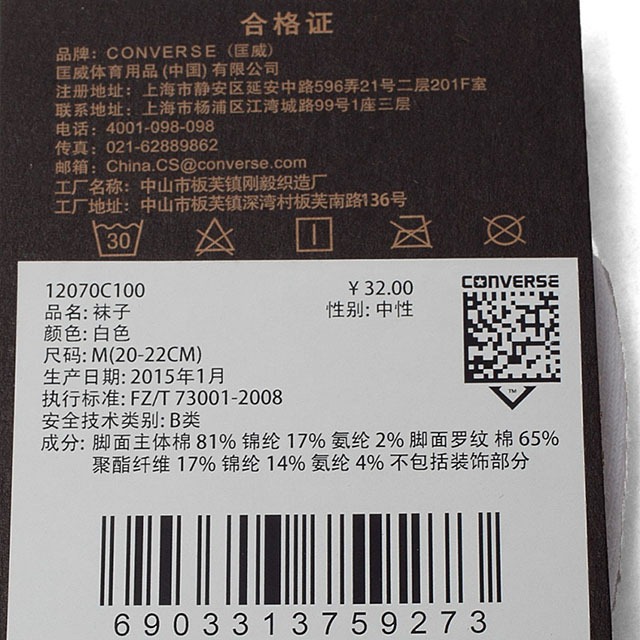 合格证
品牌: CONVERSE (匡威)
匡威体育用品(中国)有限公司
注册地址: 上海市静安区延安中路596弄21号二层201F室
联系地址: 上海市杨浦区江湾城路99号1座三层
电话: 4001-098-098
传真: 021-62889862
邮箱: China.CS@converse.com
工厂名称: 中山市板芙镇刚毅织造厂
工厂地址: 中山市板芙镇深湾村板芙南路136号
30
12070C100 ¥32.00
品名: 袜子 性别: 中性
颜色: 白色
尺码: M(20-22CM)
生产日期: 2015年1月
执行标准: FZ/T 73001-2008
安全技术类别: B类
成分: 脚面主体棉 81% 锦纶 17% 氨纶 2% 脚面罗纹 棉 65%
聚酯纤维 17% 锦纶 14% 氨纶 4% 不包括装饰部分
CONVERSE
TM
6903313759273